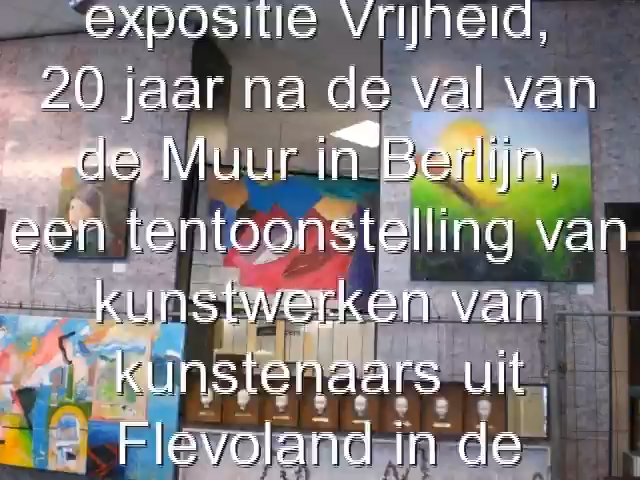 expositie Vrijheid,
20 jaar na de val van
de Muur in Berlijn,
een tentoonstelling van
kunstwerken van
kunstenaars uit
Flevoland in de